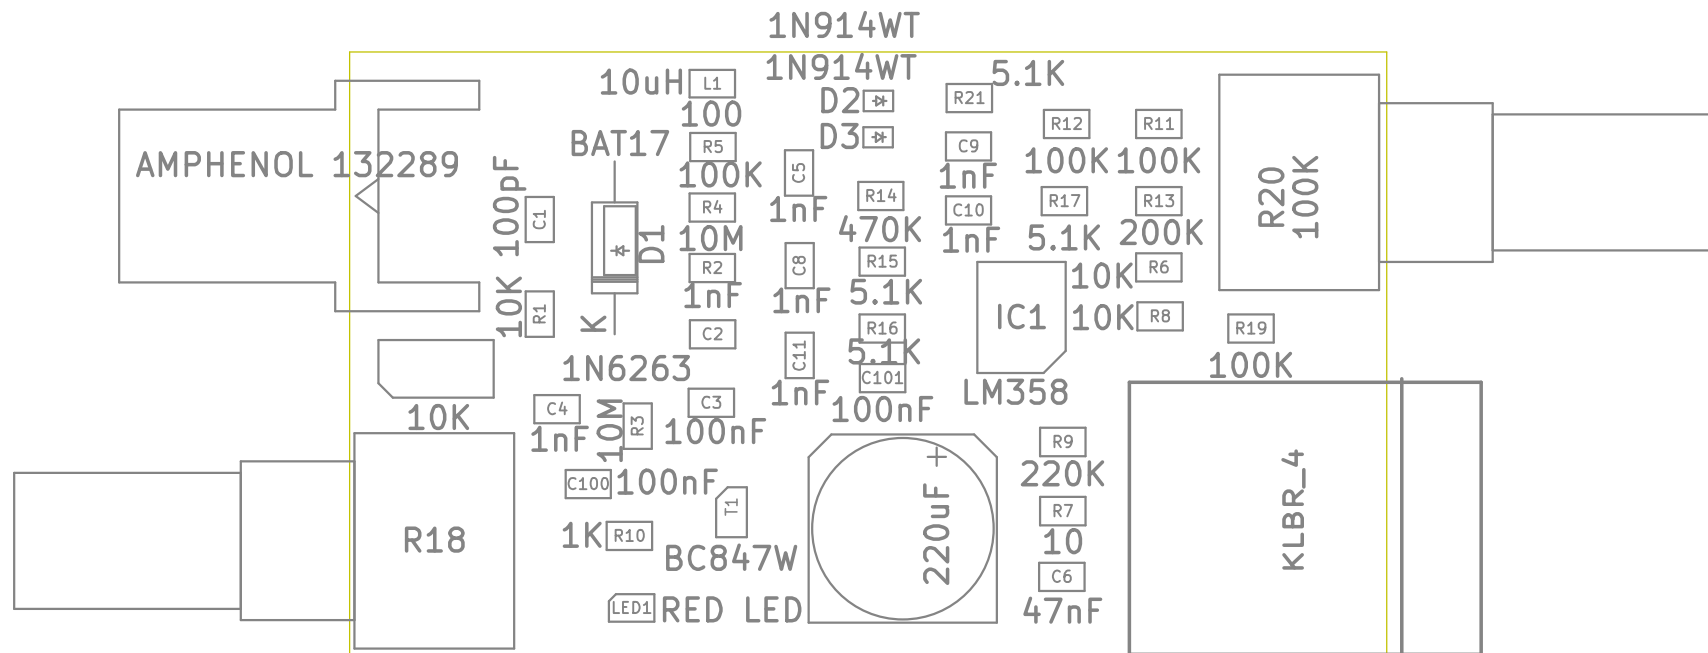 1N914WT
1N914WT
10uH
L1
100
D2
D3
R21
5.1K
R12
R11
BAT17
R5
100K
C5
1nF
C9
1nF
100K
100K
AMPHENOL 132289
100pF
C1
R4
10M
R14
470K
C10
1nF
R17
5.1K
R13
200K
R20
100K
D1
R2
1nF
C8
1nF
R15
5.1K
10K
R6
10K
R1
K
C2
R16
5.1K
IC1
10K
R8
R19
100K
1N6263
C11
1nF
C101
100nF
LM358
10K
C4
1nF
10M
R3
C3
100nF
R9
220K
C100
100nF
T1
+
220uF
KLBR_4
R7
10
R18
1K
R10
BC847W
C6
47nF
LED1
RED LED